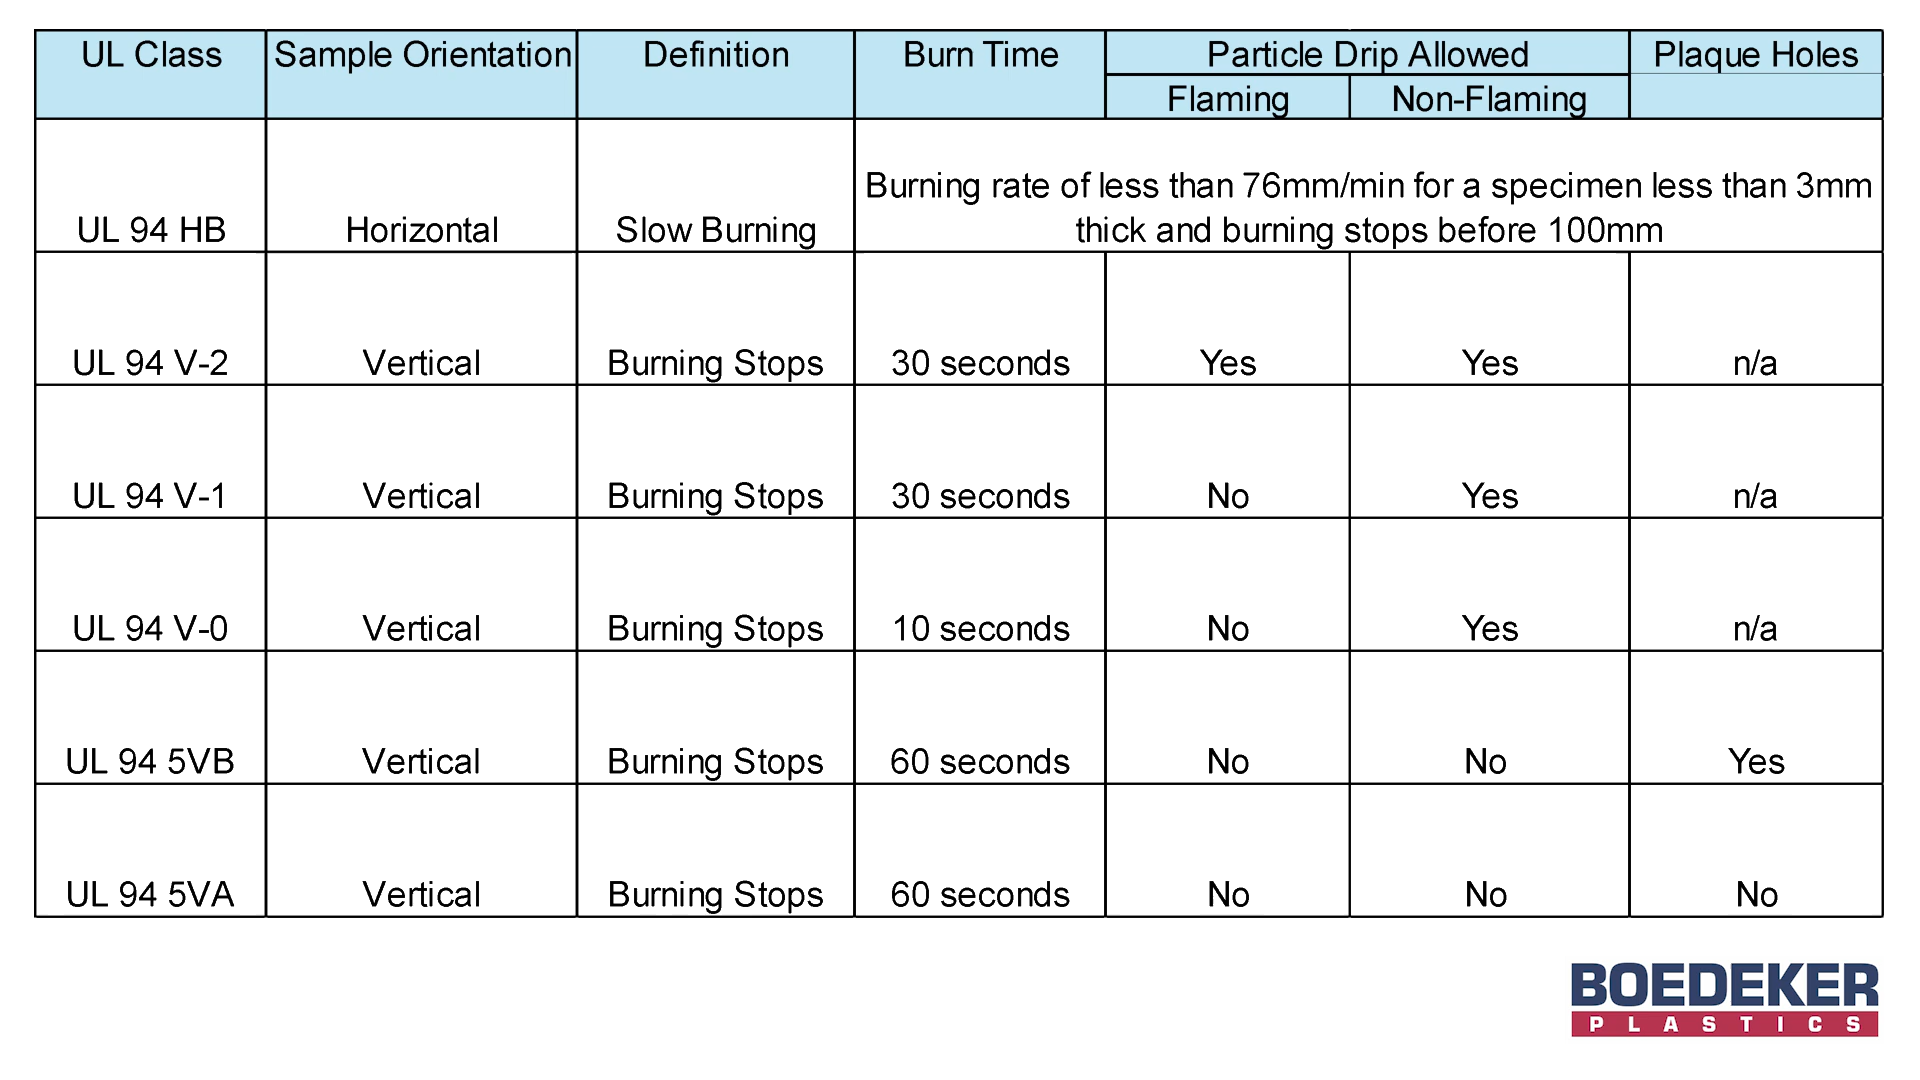 UL Class Sample Orientation Definition Burn Time Particle Drip Allowed Plaque Holes
Flaming Non-Flaming
Burning rate of less than 76mm/min for a specimen less than 3mm
UL 94 HB Horizontal Slow Burning thick and burning stops before 100mm
UL 94 V-2 Vertical Burning Stops 30 seconds Yes Yes n/a
UL 94 V-1 Vertical Burning Stops 30 seconds No Yes n/a
UL 94 V-0 Vertical Burning Stops 10 seconds No Yes n/a
UL 94 5VB Vertical Burning Stops 60 seconds No No Yes
UL 94 5VA Vertical Burning Stops 60 seconds No No No
BOEDEKER
PLASTICS